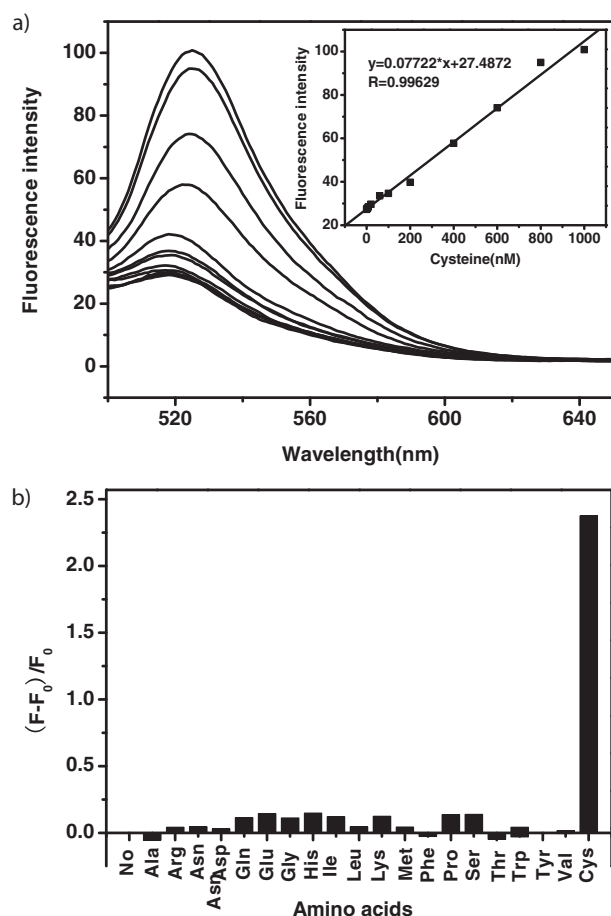 a)
100
80
60
40
20
0
Fluorescence intensity
520
560
600
640
Wavelength(nm)
y=0.07722*x+27.4872
R=0.99629
100
80
60
40
20
Fluorescence intensity
0
200
400
600
800
1000
Cysteine(nM)
b)
2.5
2.0
1.5
1.0
0.5
0.0
(F-F0)/F0
No
Ala
Arg
Asn
Asn
Asp
Gln
Glu
Gly
His
Ile
Leu
Lys
Met
Phe
Pro
Ser
Thr
Trp
Tyr
Val
Cys
Amino acids